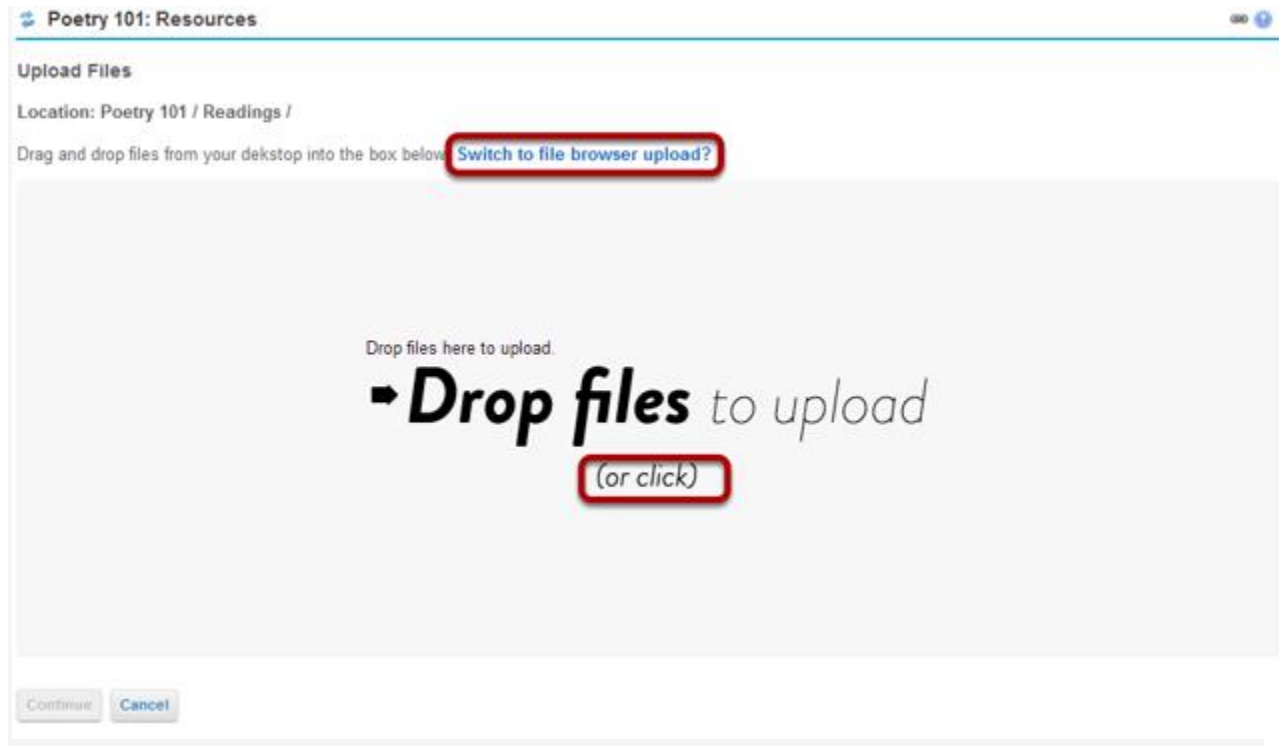 Poetry 101: Resources
Upload Files
Location: Poetry 101 / Readings /
Drag and drop files from your dekstop into the box below Switch to file browser upload?
Drop files here to upload.
Drop files to upload
(or click)
Continue Cancel